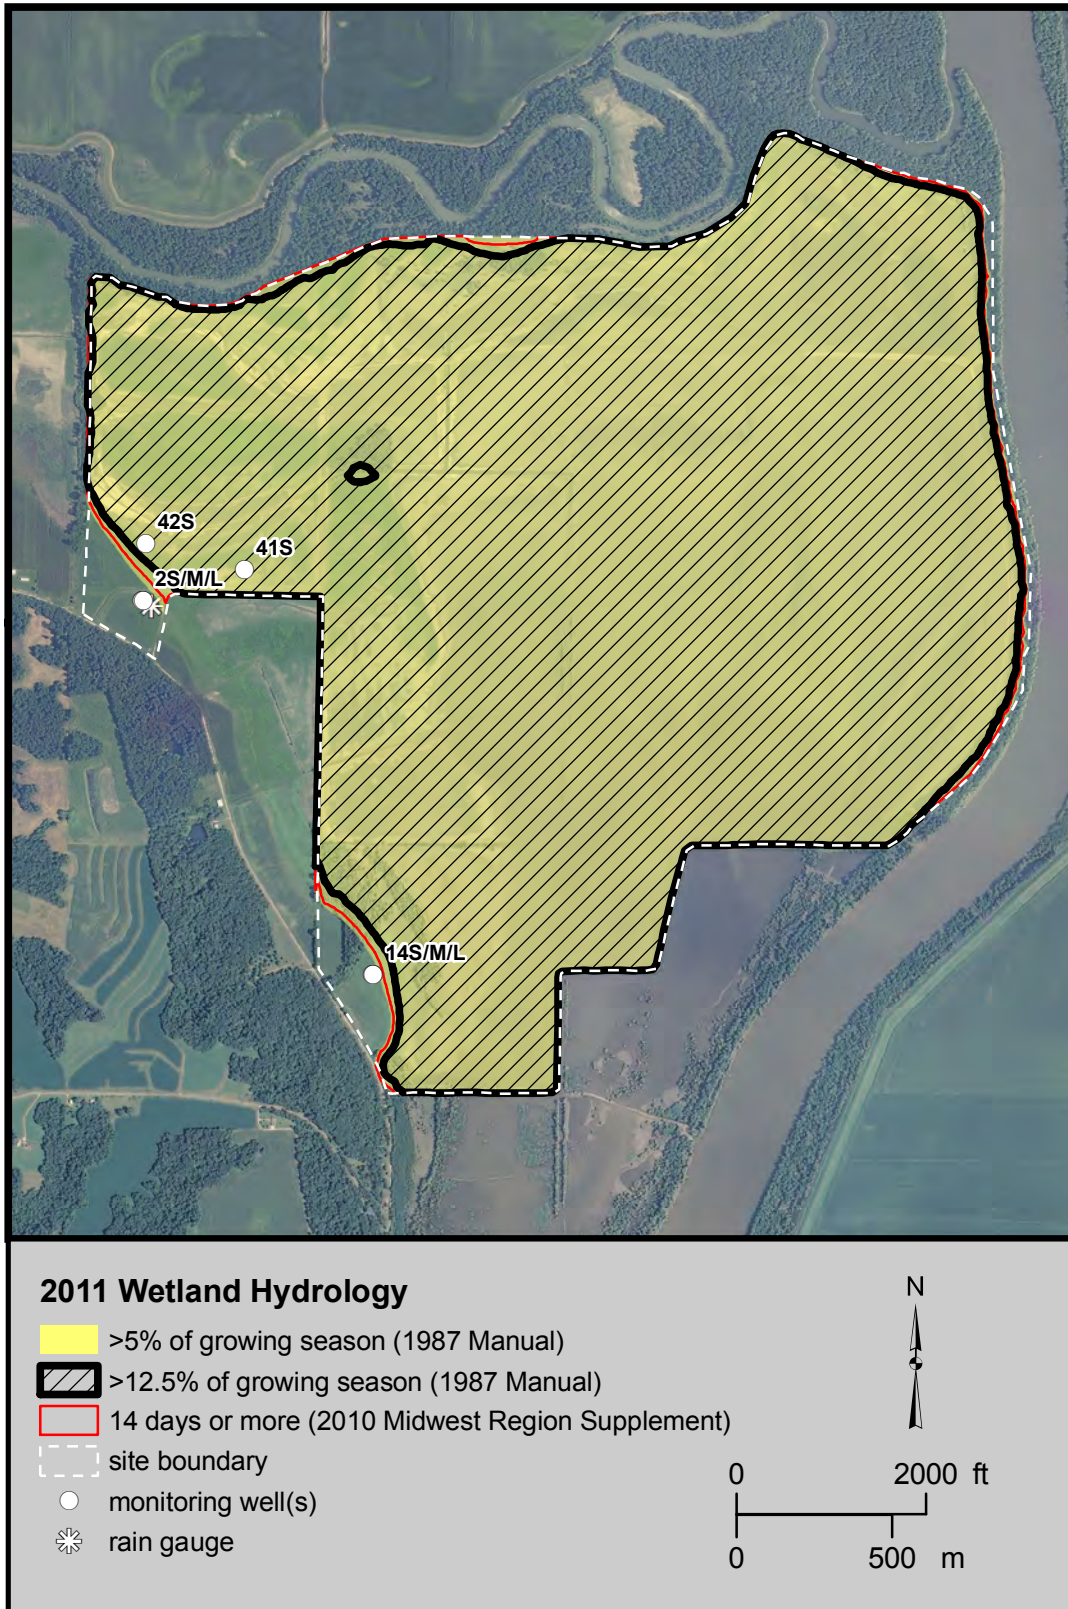 42S
41S
2S/M/L
14S/M/L
2011 Wetland Hydrology
>5% of growing season (1987 Manual)
>12.5% of growing season (1987 Manual)
14 days or more (2010 Midwest Region Supplement)
site boundary
monitoring well(s)
rain gauge
N
0 2000 ft
0 500 m